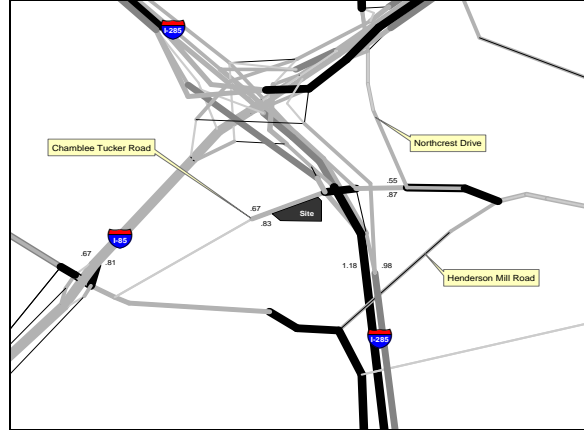 I-285
Chamblee Tucker Road
Northcrest Drive
.55
.67
.87
Site
.83
I-85
.67
.81
1.18
.98
Henderson Mill Road
I-285